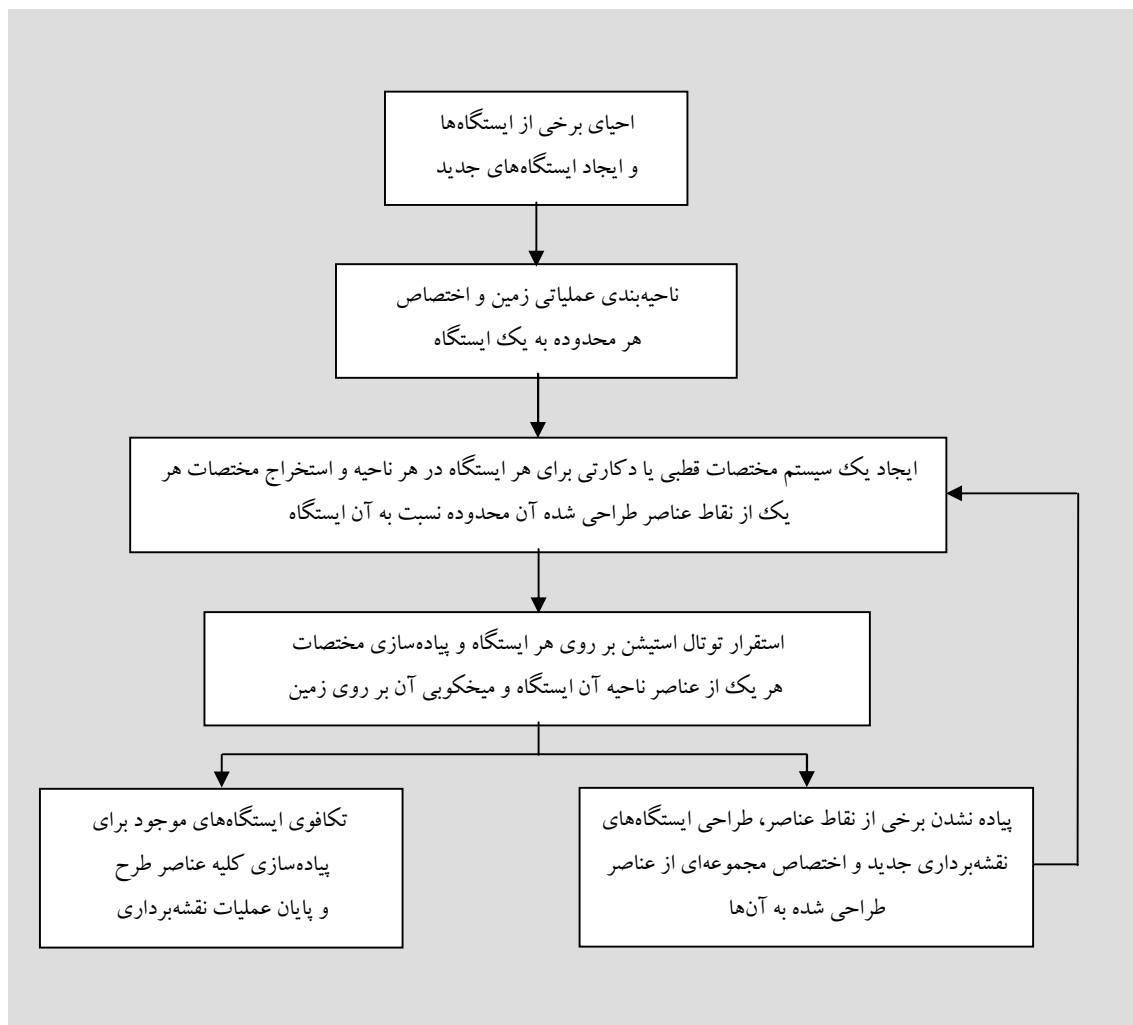 احیای برخی از ایستگاه‌ها
و ایجاد ایستگاه‌های جدید
ناحیه‌بندی عملیاتی زمین و اختصاص
هر محدوده به یک ایستگاه
ایجاد یک سیستم مختصات قطبی یا دکارتی برای هر ایستگاه در هر ناحیه و استخراج مختصات هر
یک از نقاط عناصر طراحی شده آن محدوده نسبت به آن ایستگاه
استقرار توتال استیشن بر روی هر ایستگاه و پیاده‌سازی مختصات
هر یک از عناصر ناحیه آن ایستگاه و میخکوبی آن بر روی زمین
پیاده نشدن برخی از نقاط عناصر، طراحی ایستگاه‌های
نقشه‌برداری جدید و اختصاص مجموعه‌ای از عناصر
طراحی شده به آن‌ها
تکافوی ایستگاه‌های موجود برای
پیاده‌سازی کلیه عناصر طرح
و پایان عملیات نقشه‌برداری